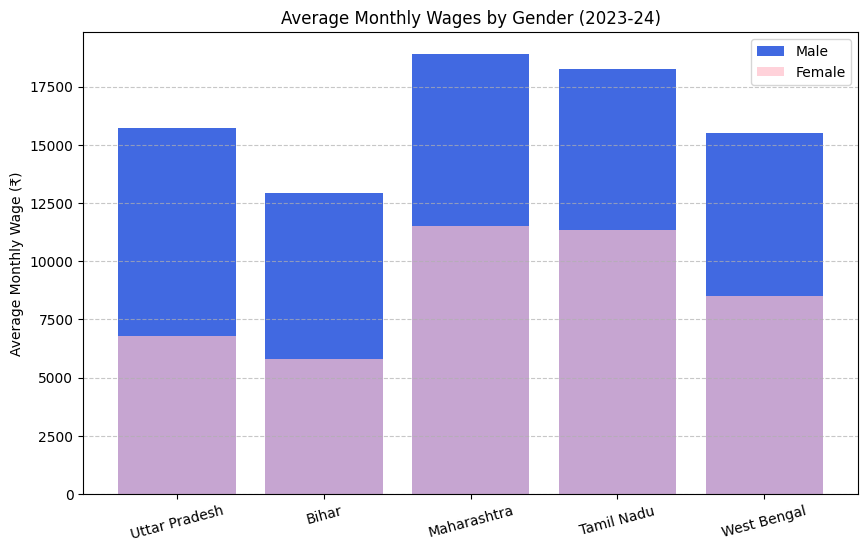 Average Monthly Wages by Gender (2023-24)
Male
Female
Average Monthly Wage (₹)
17500
15000
12500
10000
7500
5000
2500
0
Uttar Pradesh
Bihar
Maharashtra
Tamil Nadu
West Bengal